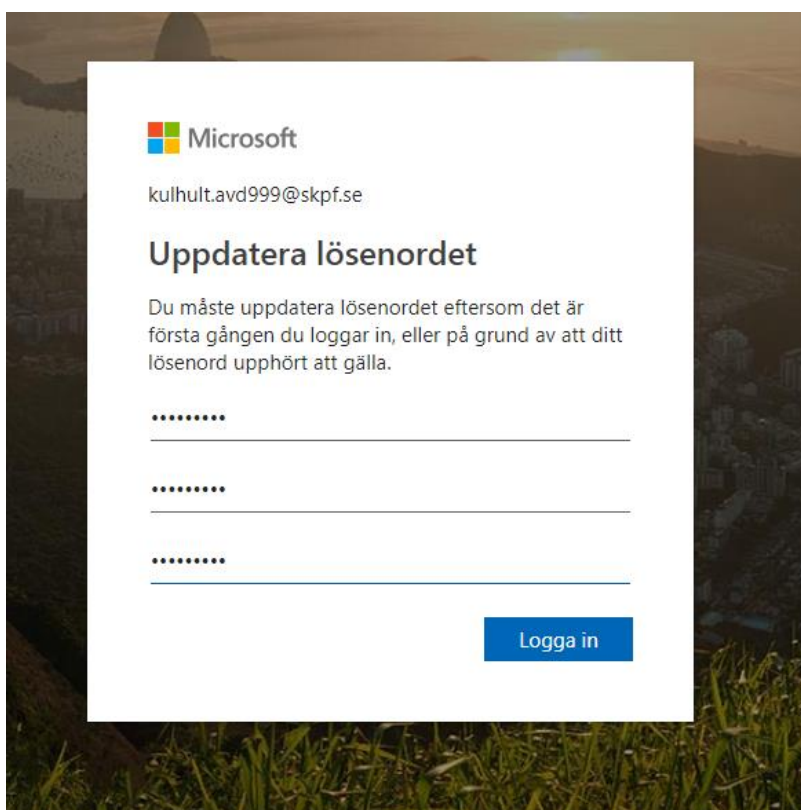 Microsoft
kulhult.avd999@skpf.se
Uppdatera lösenordet
Du måste uppdatera lösenordet eftersom det är
första gången du loggar in, eller på grund av att ditt
lösenord upphört att gälla.
•••••••••
•••••••••
•••••••••
Logga in